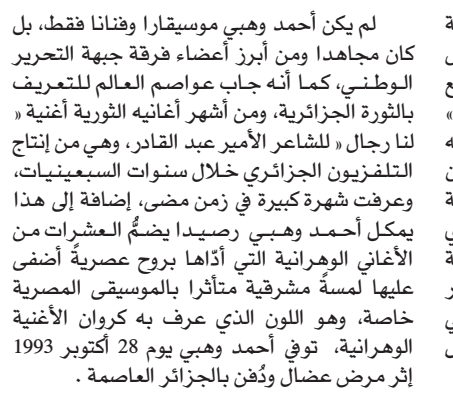 لم يكن أحمد وهبي موسيقارا وفنانا فقط، بل
كان مجاهدا ومن أبرز أعضاء فرقة جبهة التحرير
الوطني، كما أنه جاب عواصم العالم للتعريف
بالثورة الجزائرية، ومن أشهر أغانيه الثورية أغنية «
لنا رجال « للشاعر الأمير عبد القادر، وهي من إنتاج
التلفزيون الجزائري خلال سنوات السبعينيات،
وعرفت شهرة كبيرة في زمن مضى، إضافة إلى هذا
يمكل أحمد وهبي رصيدا يضمُّ العشرات من
الأغاني الوهرانية التي أدّاها بروح عصريةٍ أضفى
عليها لمسةً مشرقية متأثرا بالموسيقى المصرية
خاصة، وهو اللون الذي عرف به كروان الأغنية
الوهرانية، توفي أحمد وهبي يوم 28 أكتوبر 1993
إثر مرض عضال ودُفن بالجزائر العاصمة .